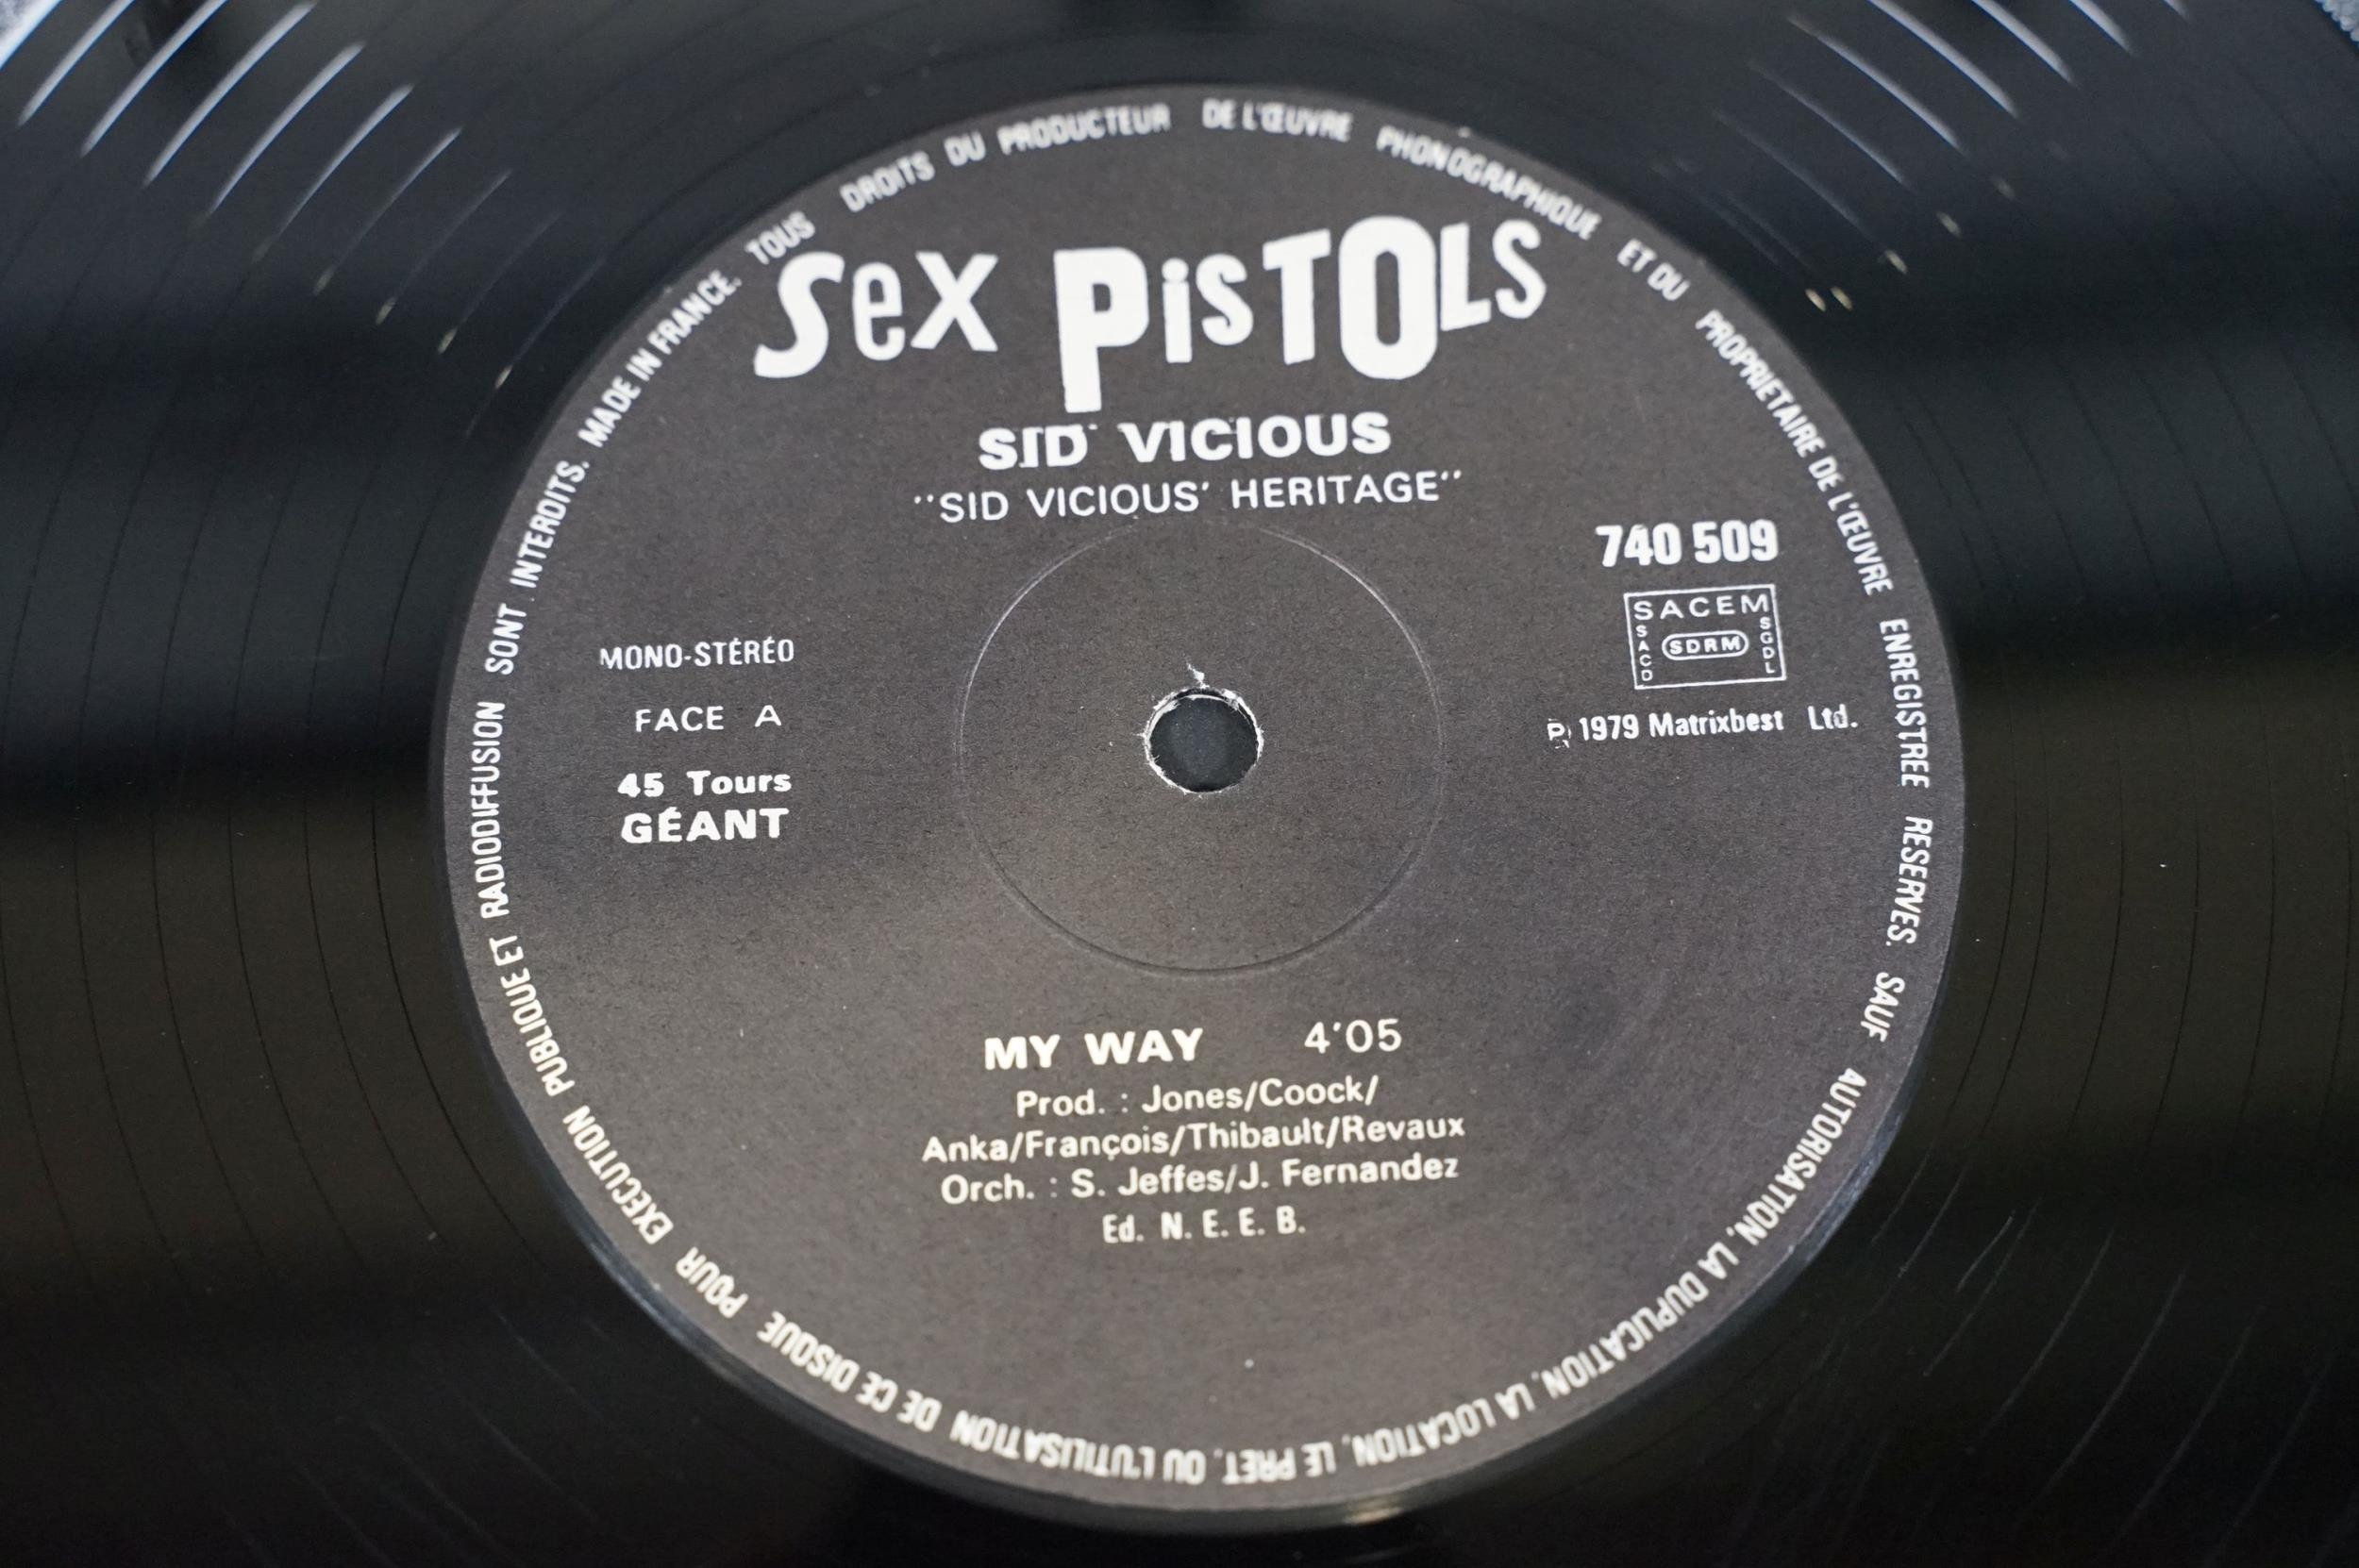 SEX PISTOLS
SID VICIOUS
"SID VICIOUS' HERITAGE"
740 509
SACEM
SACD
SDRM
SGDL
MONO-STÉRÉO
FACE A
45 Tours
GÉANT
℗ 1979 Matrixbest Ltd.
MY WAY 4'05
Prod. : Jones/Coock/
Anka/François/Thibault/Revaux
Orch. : S. Jeffes/J. Fernandez
Ed. N. E. E. B.
TOUS DROITS DU PRODUCTEUR DE L'ŒUVRE PHONOGRAPHIQUE ET DU PROPRIETAIRE DE L'ŒUVRE ENREGISTREE RESERVES. SAUF AUTORISATION, LA DUPLICATION, LA LOCATION, LE PRET, OU L'UTILISATION DE CE DISQUE POUR EXECUTION PUBLIQUE ET RADIODIFFUSION SONT INTERDITS. MADE IN FRANCE.